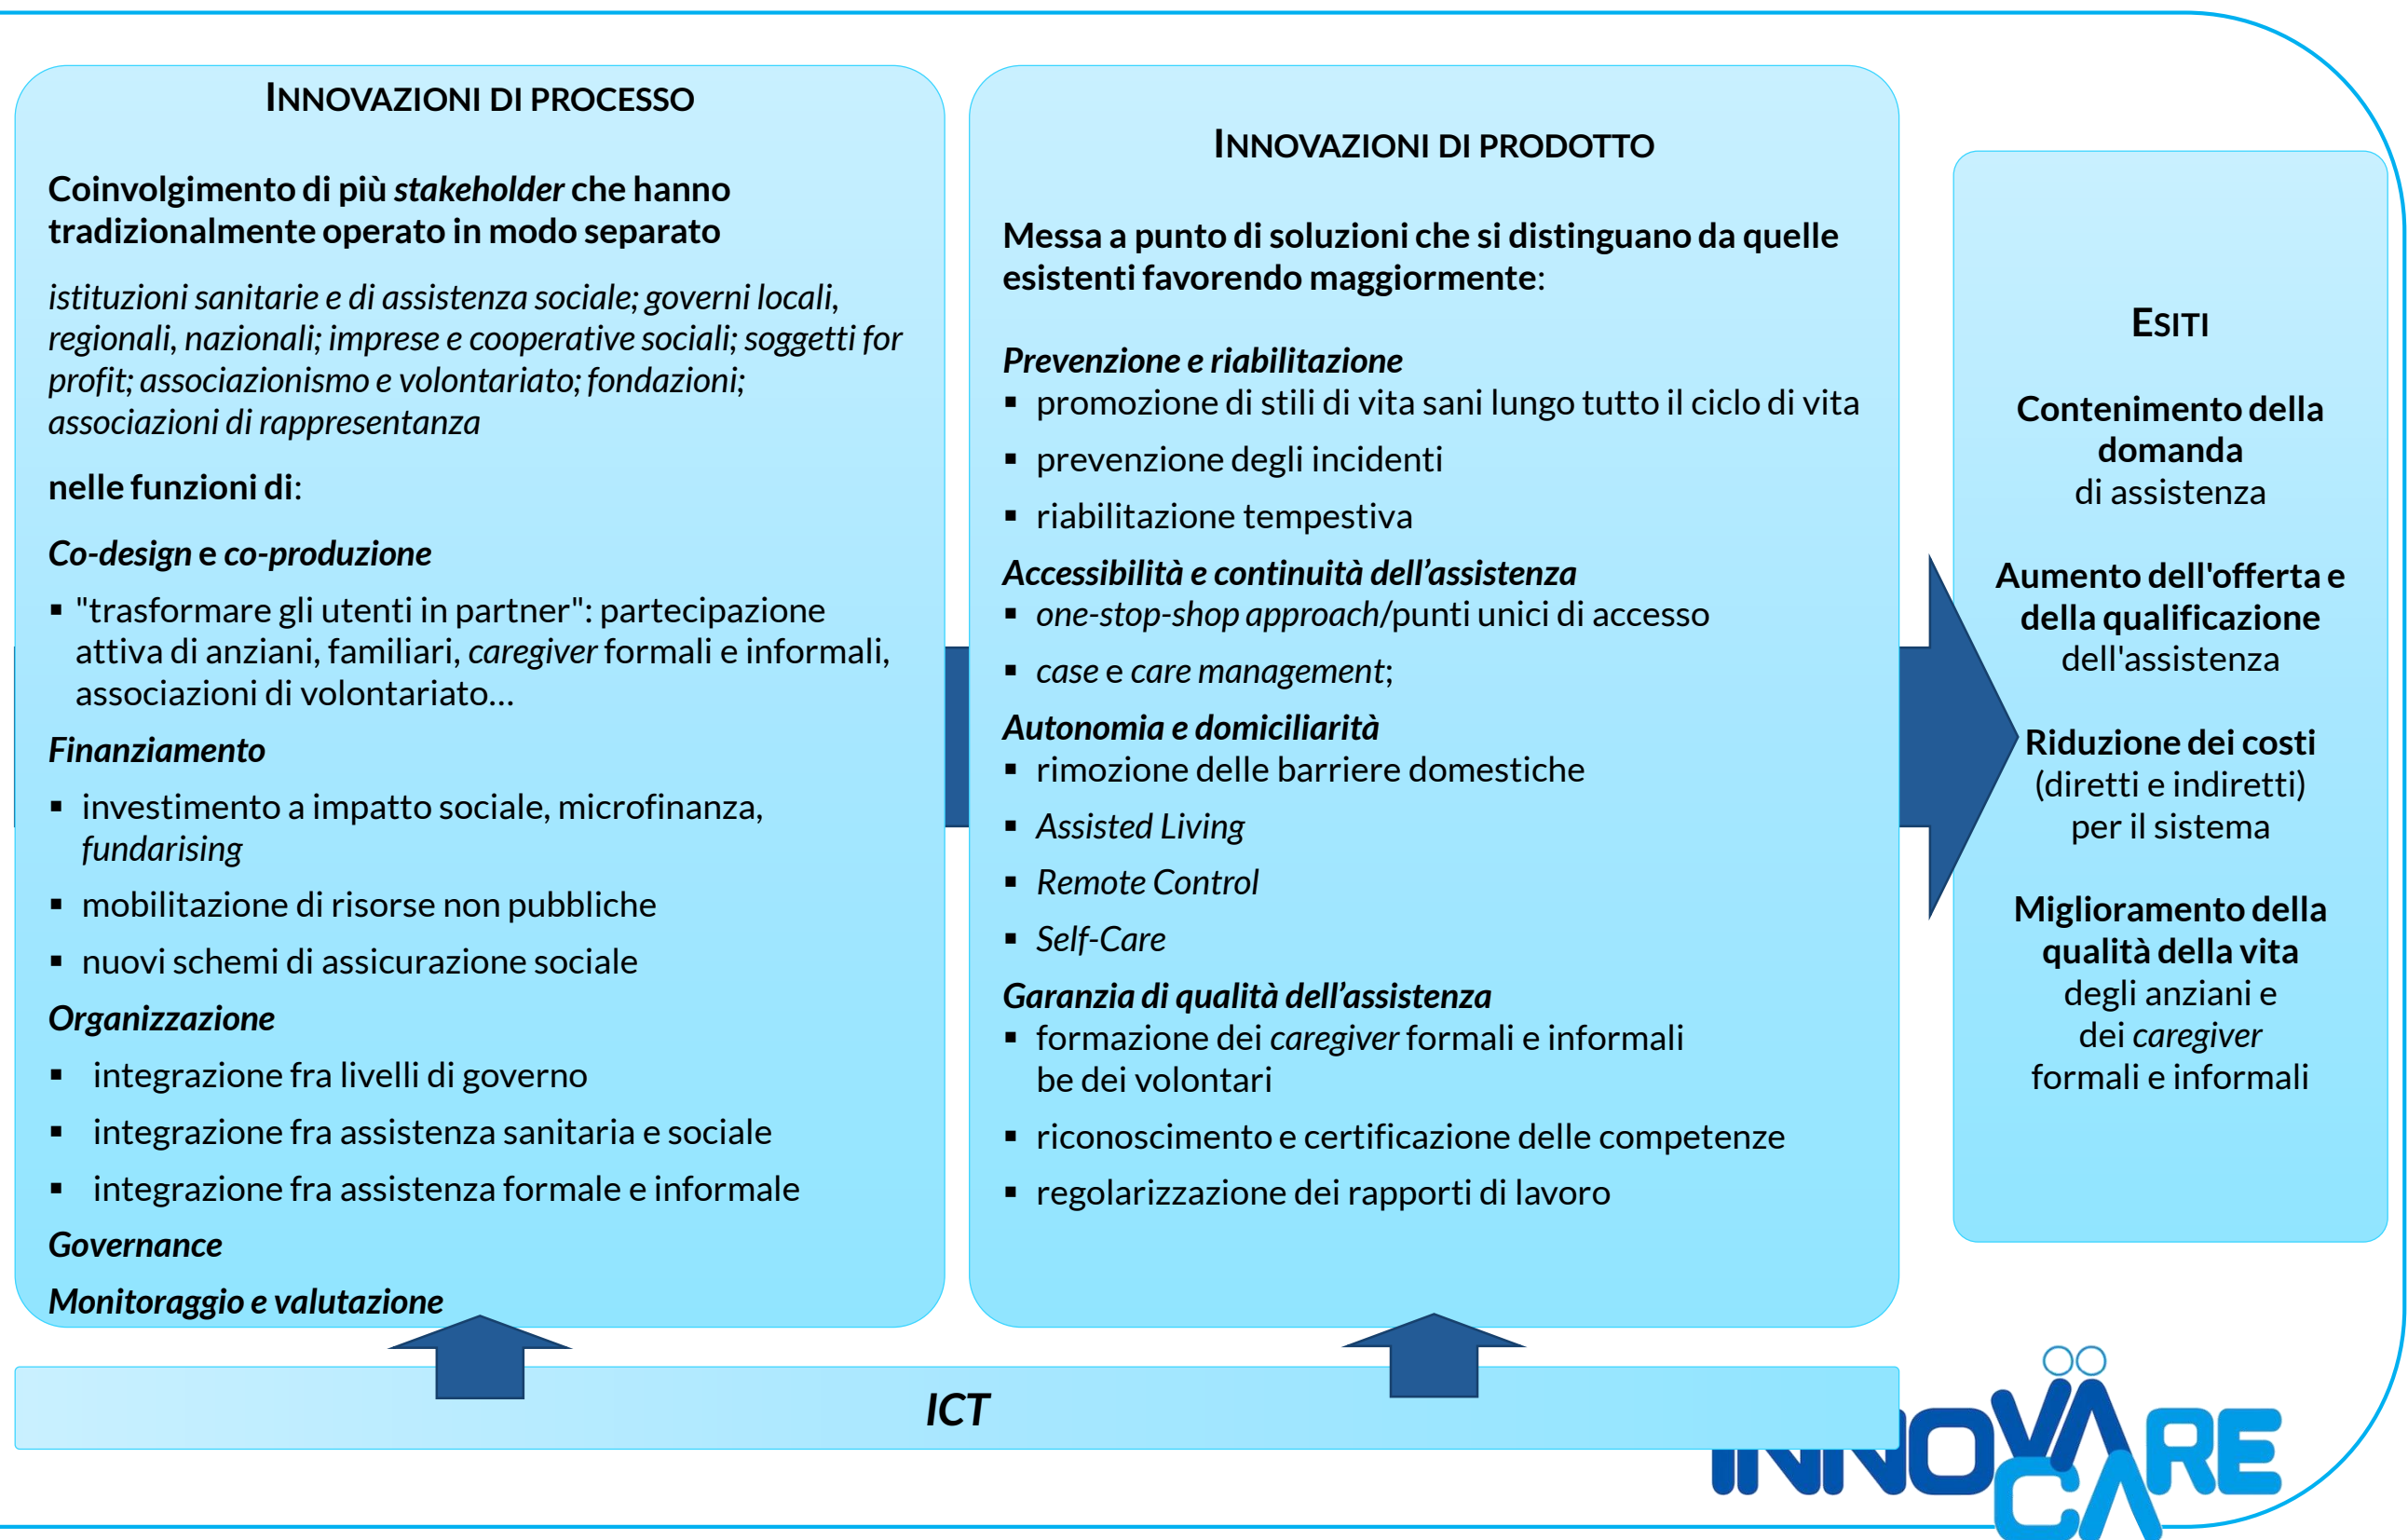 INNOVAZIONI DI PROCESSO
Coinvolgimento di più stakeholder che hanno
tradizionalmente operato in modo separato
istituzioni sanitarie e di assistenza sociale; governi locali,
regionali, nazionali; imprese e cooperative sociali; soggetti for
profit; associazionismo e volontariato; fondazioni;
associazioni di rappresentanza
nelle funzioni di:
Co-design e co-produzione
▪ "trasformare gli utenti in partner": partecipazione
attiva di anziani, familiari, caregiver formali e informali,
associazioni di volontariato…
Finanziamento
▪ investimento a impatto sociale, microfinanza,
fundarising
▪ mobilitazione di risorse non pubbliche
▪ nuovi schemi di assicurazione sociale
Organizzazione
▪ integrazione fra livelli di governo
▪ integrazione fra assistenza sanitaria e sociale
▪ integrazione fra assistenza formale e informale
Governance
Monitoraggio e valutazione
INNOVAZIONI DI PRODOTTO
Messa a punto di soluzioni che si distinguano da quelle
esistenti favorendo maggiormente:
Prevenzione e riabilitazione
▪ promozione di stili di vita sani lungo tutto il ciclo di vita
▪ prevenzione degli incidenti
▪ riabilitazione tempestiva
Accessibilità e continuità dell’assistenza
▪ one-stop-shop approach/punti unici di accesso
▪ case e care management;
Autonomia e domiciliarità
▪ rimozione delle barriere domestiche
▪ Assisted Living
▪ Remote Control
▪ Self-Care
Garanzia di qualità dell’assistenza
▪ formazione dei caregiver formali e informali
be dei volontari
▪ riconoscimento e certificazione delle competenze
▪ regolarizzazione dei rapporti di lavoro
ESITI
Contenimento della
domanda
di assistenza
Aumento dell'offerta e
della qualificazione
dell'assistenza
Riduzione dei costi
(diretti e indiretti)
per il sistema
Miglioramento della
qualità della vita
degli anziani e
dei caregiver
formali e informali
ICT
INNOVARE
CA